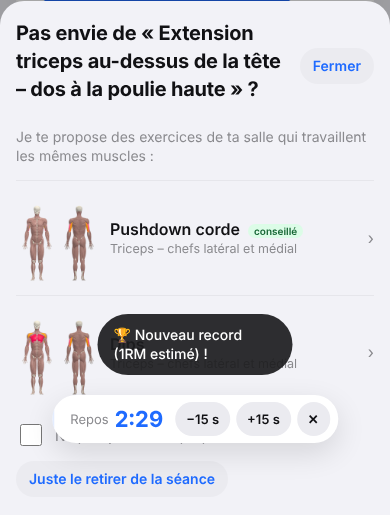 Pas envie de « Extension
triceps au-dessus de la tête
– dos à la poulie haute » ?
Fermer
Je te propose des exercices de ta salle qui travaillent
les mêmes muscles :
Pushdown corde conseillé
Triceps – chefs latéral et médial
›
🏆 Nouveau record
(1RM estimé) !
›
Repos 2:29 −15 s +15 s ✕
Juste le retirer de la séance